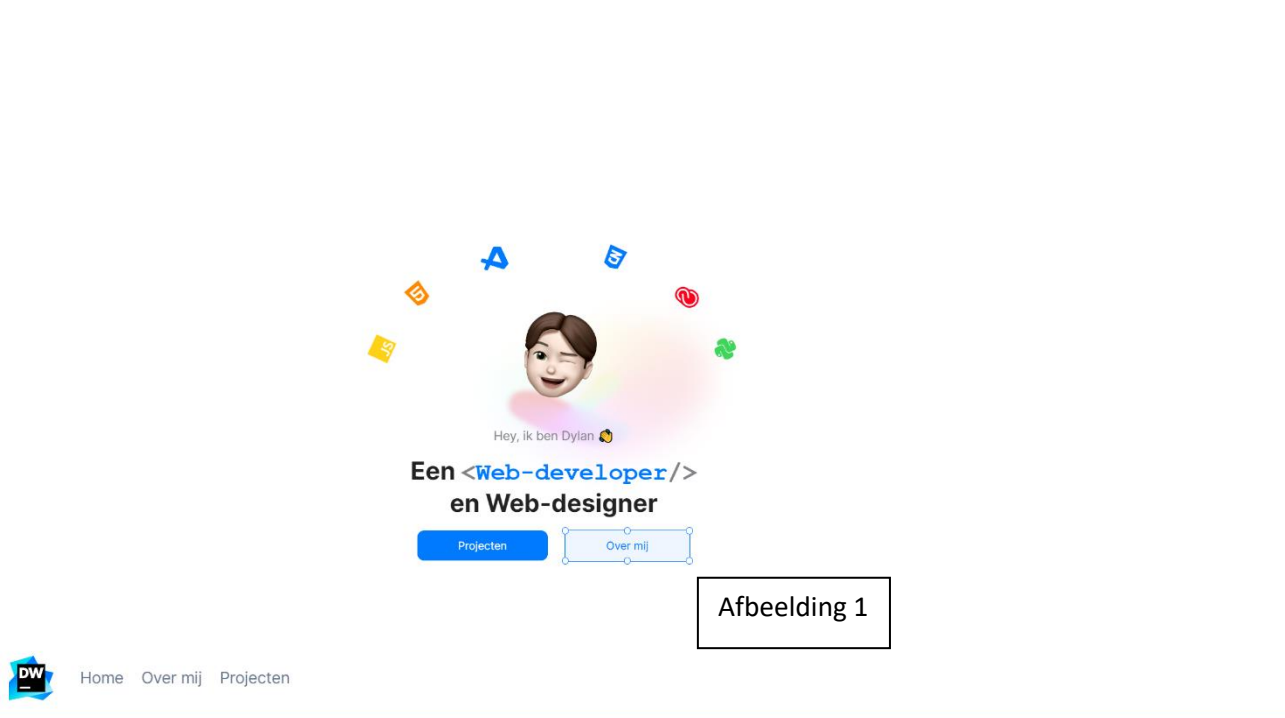 JS
Hey, ik ben Dylan 👏
Een <Web-developer/>
en Web-designer
Projecten
Over mij
Afbeelding 1
DW
Home Over mij Projecten